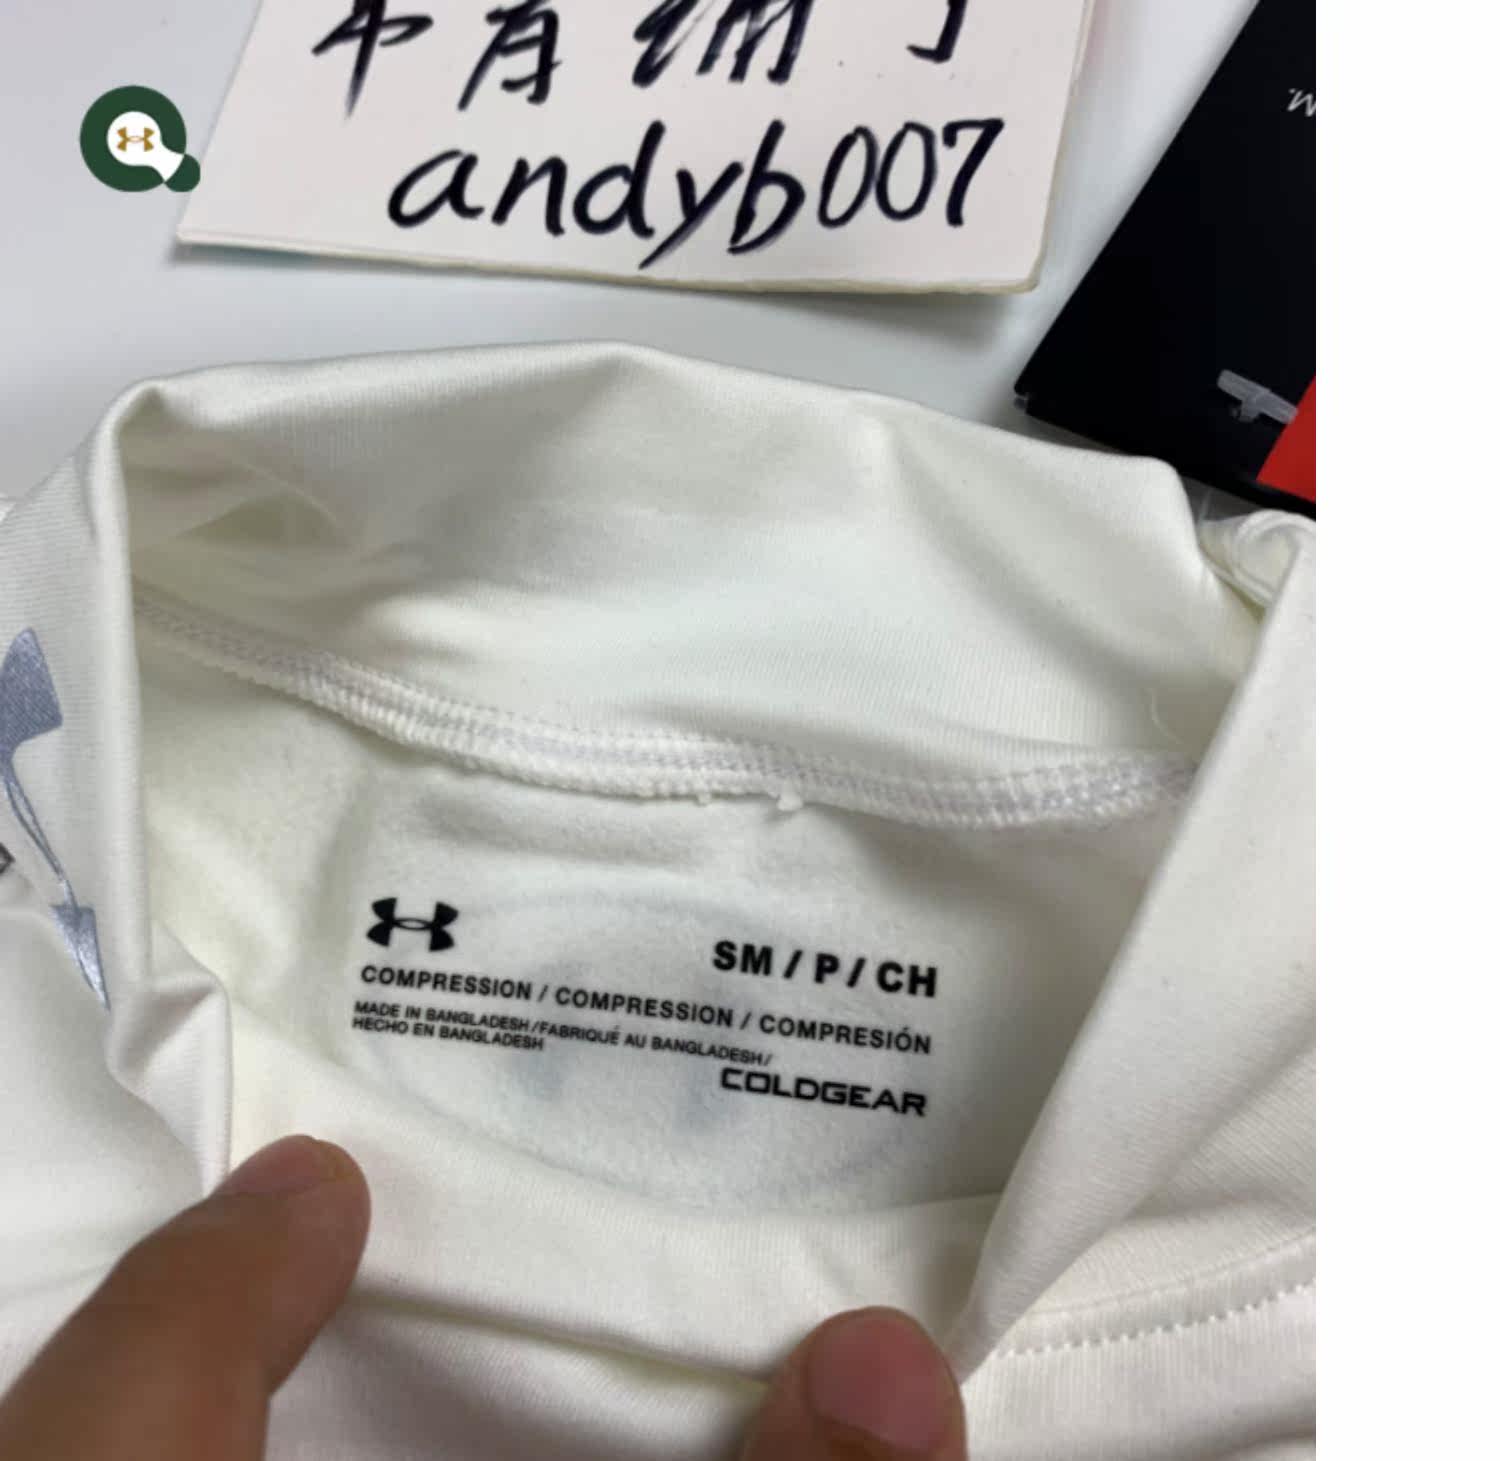 andyb007
M.
SM / P / CH
COMPRESSION / COMPRESSION / COMPRESIÓN
MADE IN BANGLADESH/FABRIQUÉ AU BANGLADESH/
HECHO EN BANGLADESH
COLDGEAR